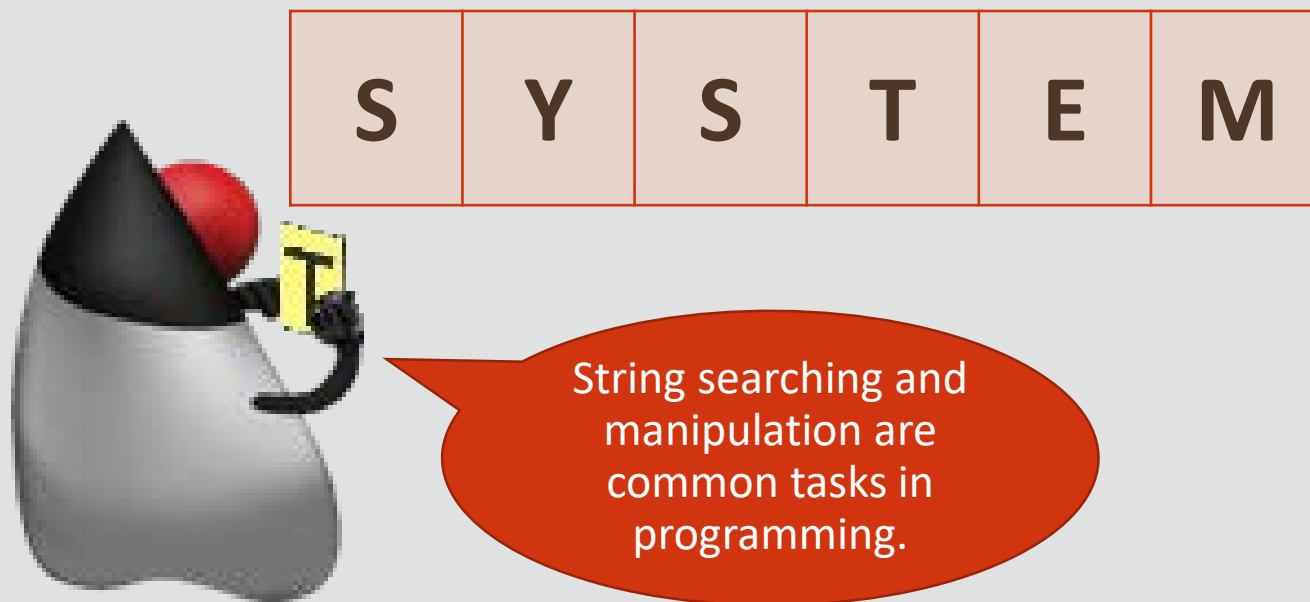 S Y S T E M
T
String searching and
manipulation are
common tasks in
programming.